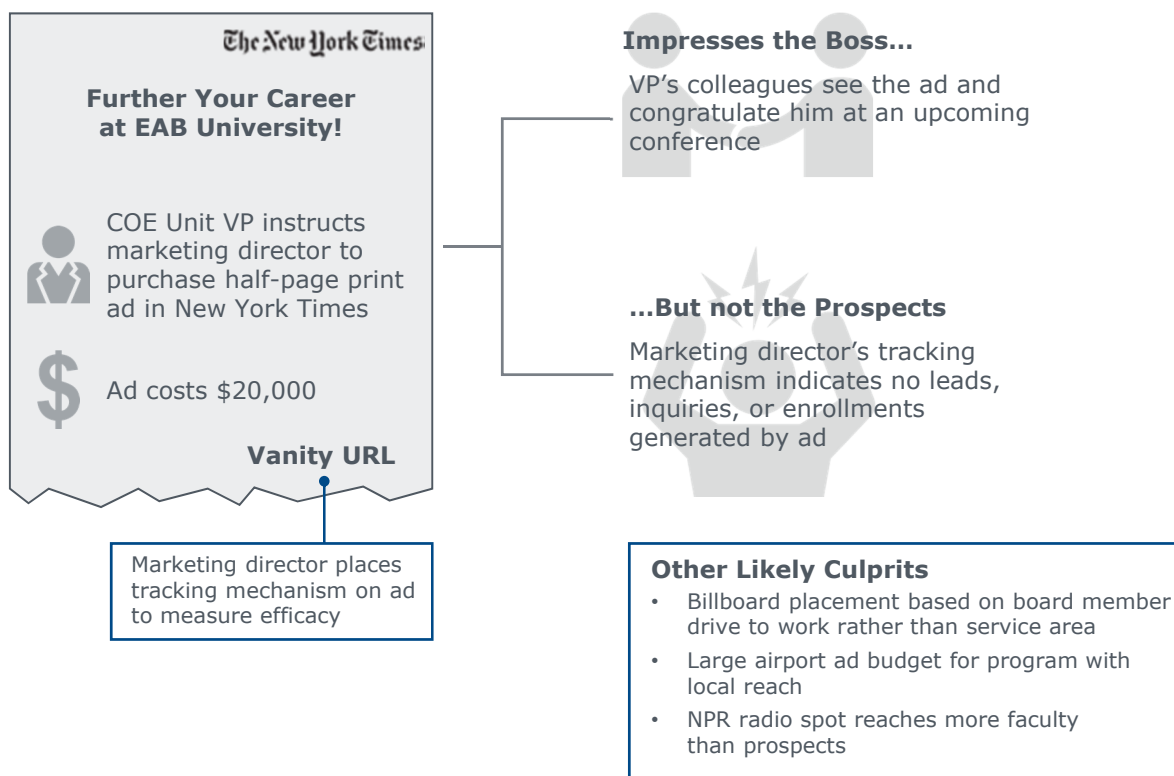 The New York Times
Further Your Career
at EAB University!
COE Unit VP instructs
marketing director to
purchase half-page print
ad in New York Times
$
Ad costs $20,000
Vanity URL
Marketing director places
tracking mechanism on ad
to measure efficacy
Impresses the Boss…
VP’s colleagues see the ad and
congratulate him at an upcoming
conference
…But not the Prospects
Marketing director’s tracking
mechanism indicates no leads,
inquiries, or enrollments
generated by ad
Other Likely Culprits
• Billboard placement based on board member
drive to work rather than service area
• Large airport ad budget for program with
local reach
• NPR radio spot reaches more faculty
than prospects